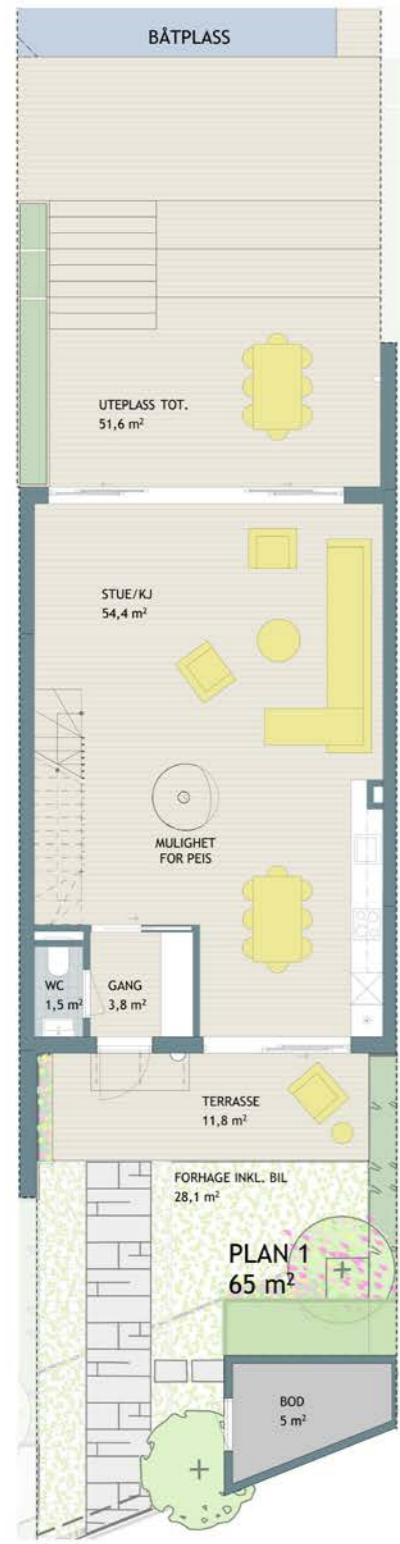 BÅTPLASS
UTEPLASS TOT.
51,6 m²
STUE/KJ
54,4 m²
MULIGHET
FOR PEIS
WC
1,5 m²
GANG
3,8 m²
TERRASSE
11,8 m²
FORHAGE INKL. BIL
28,1 m²
PLAN 1
65 m²
BOD
5 m²